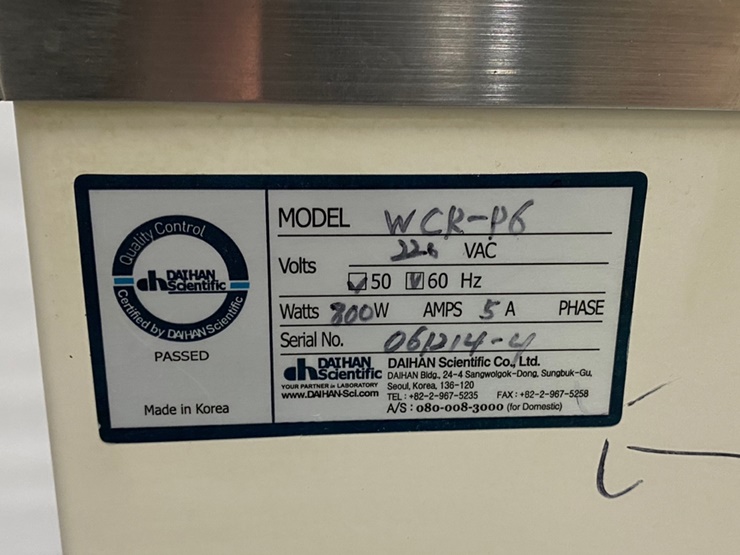 Quality Control
DAIHAN
dh Scientific
Certified by DAIHAN Scientific
PASSED
Made in Korea
MODEL WCR-P6
Volts 220 VAC
50 60 Hz
Watts 800W AMPS 5 A PHASE
Serial No. 061214-4
DAIHAN
dh Scientific
YOUR PARTNER in LABORATORY
www.DAIHAN-Sci.com
DAIHAN Scientific Co., Ltd.
DAIHAN Bldg., 24-4 Sangwolgok-Dong, Sungbuk-Gu,
Seoul, Korea, 136-120
TEL : +82-2-967-5235 FAX : +82-2-967-5258
A/S : 080-008-3000 (for Domestic)